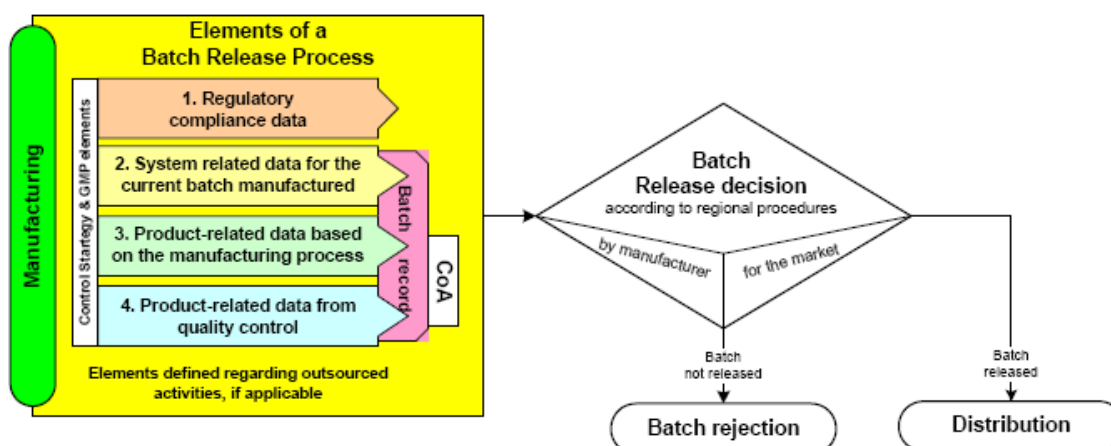 Manufacturing
Elements of a
Batch Release Process
Control Startegy & GMP elements
1. Regulatory
compliance data
2. System related data for the
current batch manufactured
3. Product-related data based
on the manufacturing process
4. Product-related data from
quality control
Batch record
CoA
Elements defined regarding outsourced
activities, if applicable
Batch
Release decision
according to regional procedures
by manufacturer
for the market
Batch
not released
Batch
released
Batch rejection
Distribution